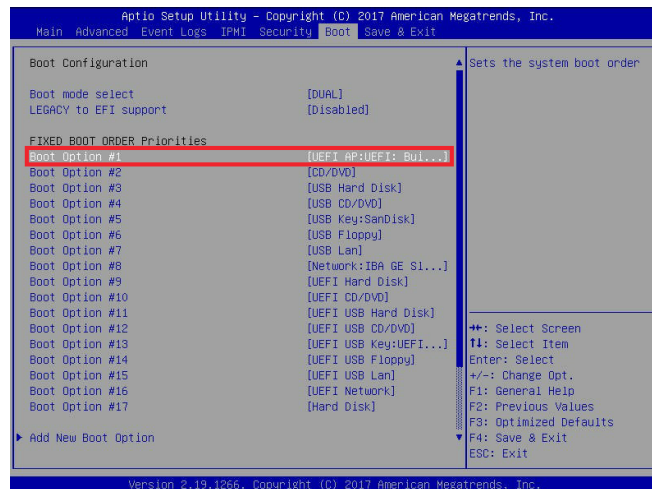 Aptio Setup Utility – Copyright (C) 2017 American Megatrends, Inc.
Main Advanced Event Logs IPMI Security Boot Save & Exit
Boot Configuration
Boot mode select [DUAL]
LEGACY to EFI support [Disabled]
FIXED BOOT ORDER Priorities
Boot Option #1 [UEFI AP:UEFI: Bul...]
Boot Option #2 [CD/DVD]
Boot Option #3 [USB Hard Disk]
Boot Option #4 [USB CD/DVD]
Boot Option #5 [USB Key:SanDisk]
Boot Option #6 [USB Floppy]
Boot Option #7 [USB Lan]
Boot Option #8 [Network:IBA GE Sl...]
Boot Option #9 [UEFI Hard Disk]
Boot Option #10 [UEFI CD/DVD]
Boot Option #11 [UEFI USB Hard Disk]
Boot Option #12 [UEFI USB CD/DVD]
Boot Option #13 [UEFI USB Key:UEFI...]
Boot Option #14 [UEFI USB Floppy]
Boot Option #15 [UEFI USB Lan]
Boot Option #16 [UEFI Network]
Boot Option #17 [Hard Disk]
Add New Boot Option
Sets the system boot order
→←: Select Screen
↑↓: Select Item
Enter: Select
+/-: Change Opt.
F1: General Help
F2: Previous Values
F3: Optimized Defaults
F4: Save & Exit
ESC: Exit
Version 2.19.1266. Copyright (C) 2017 American Megatrends, Inc.